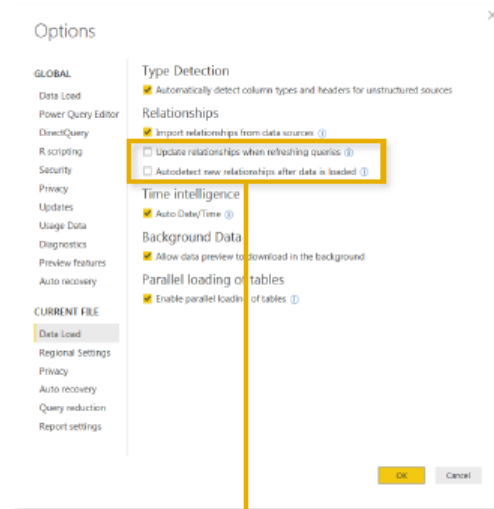 Options
GLOBAL
Data Load
Power Query Editor
DirectQuery
R scripting
Security
Privacy
Updates
Usage Data
Diagnostics
Preview features
Auto recovery
CURRENT FILE
Data Load
Regional Settings
Privacy
Auto recovery
Query reduction
Report settings
Type Detection
Automatically detect column types and headers for unstructured sources
Relationships
Import relationships from data sources
Update relationships when refreshing queries
Autodetect new relationships after data is loaded
Time intelligence
Auto Date/Time
Background Data
Allow data preview to download in the background
Parallel loading of tables
Enable parallel loading of tables
OK Cancel